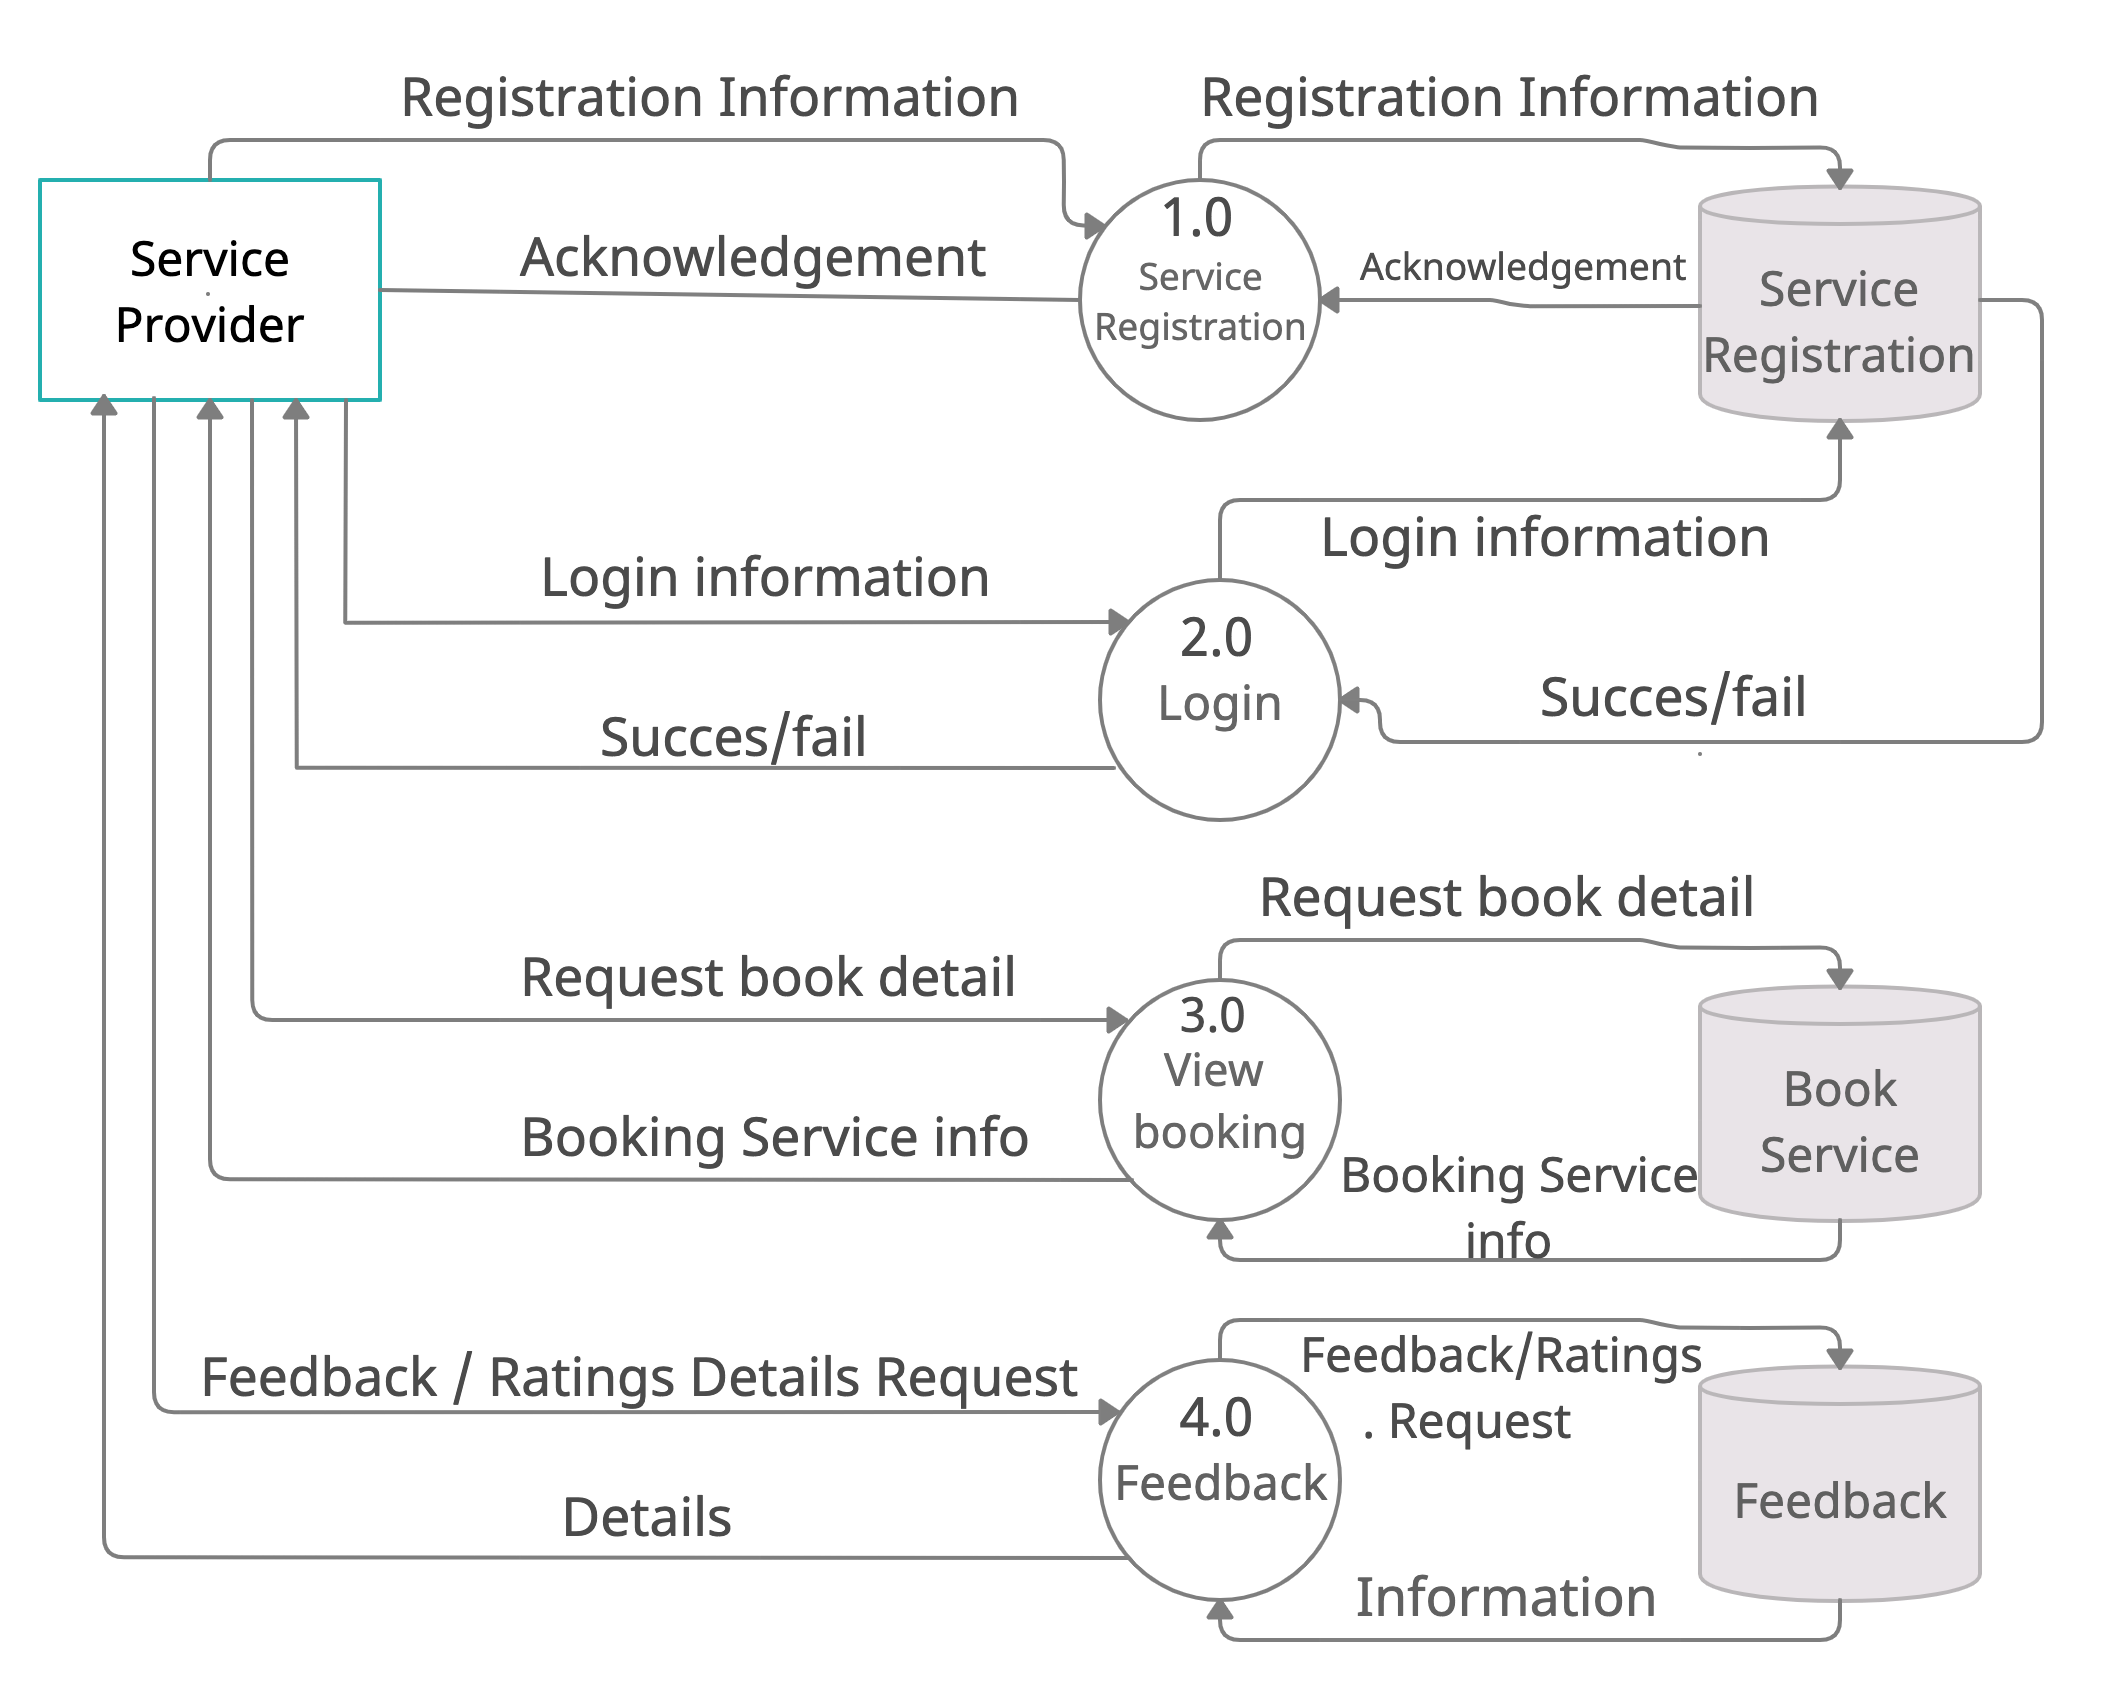 Registration Information
Registration Information
Service
Provider
Acknowledgement
1.0
Service
Registration
Acknowledgement
Service
Registration
Login information
Login information
2.0
Login
Succes/fail
Succes/fail
Request book detail
Request book detail
3.0
View
booking
Book
Service
Booking Service info
Booking Service
info
Feedback / Ratings Details Request
Feedback/Ratings
. Request
4.0
Feedback
Feedback
Details
Information